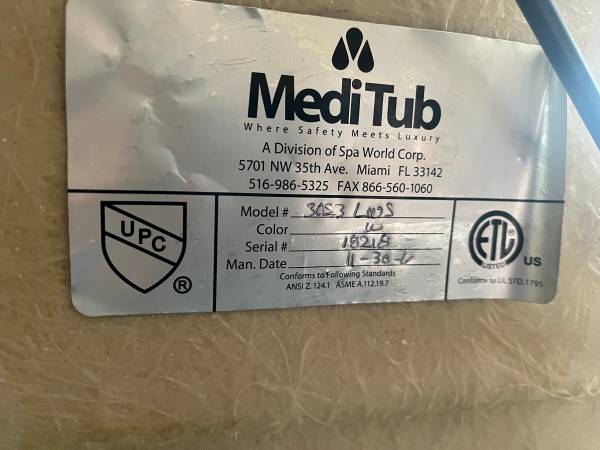 MediTub
Where Safety Meets Luxury
A Division of Spa World Corp.
5701 NW 35th Ave. Miami FL 33142
516-986-5325 FAX 866-560-1060
Model # 3053
Color
Serial #
Man. Date
Conforms to Following Standards
ANSI Z.124.1 ASME A.112.19.7
UPC
®
ETL
LISTED
US
Conforms to UL STD.1795